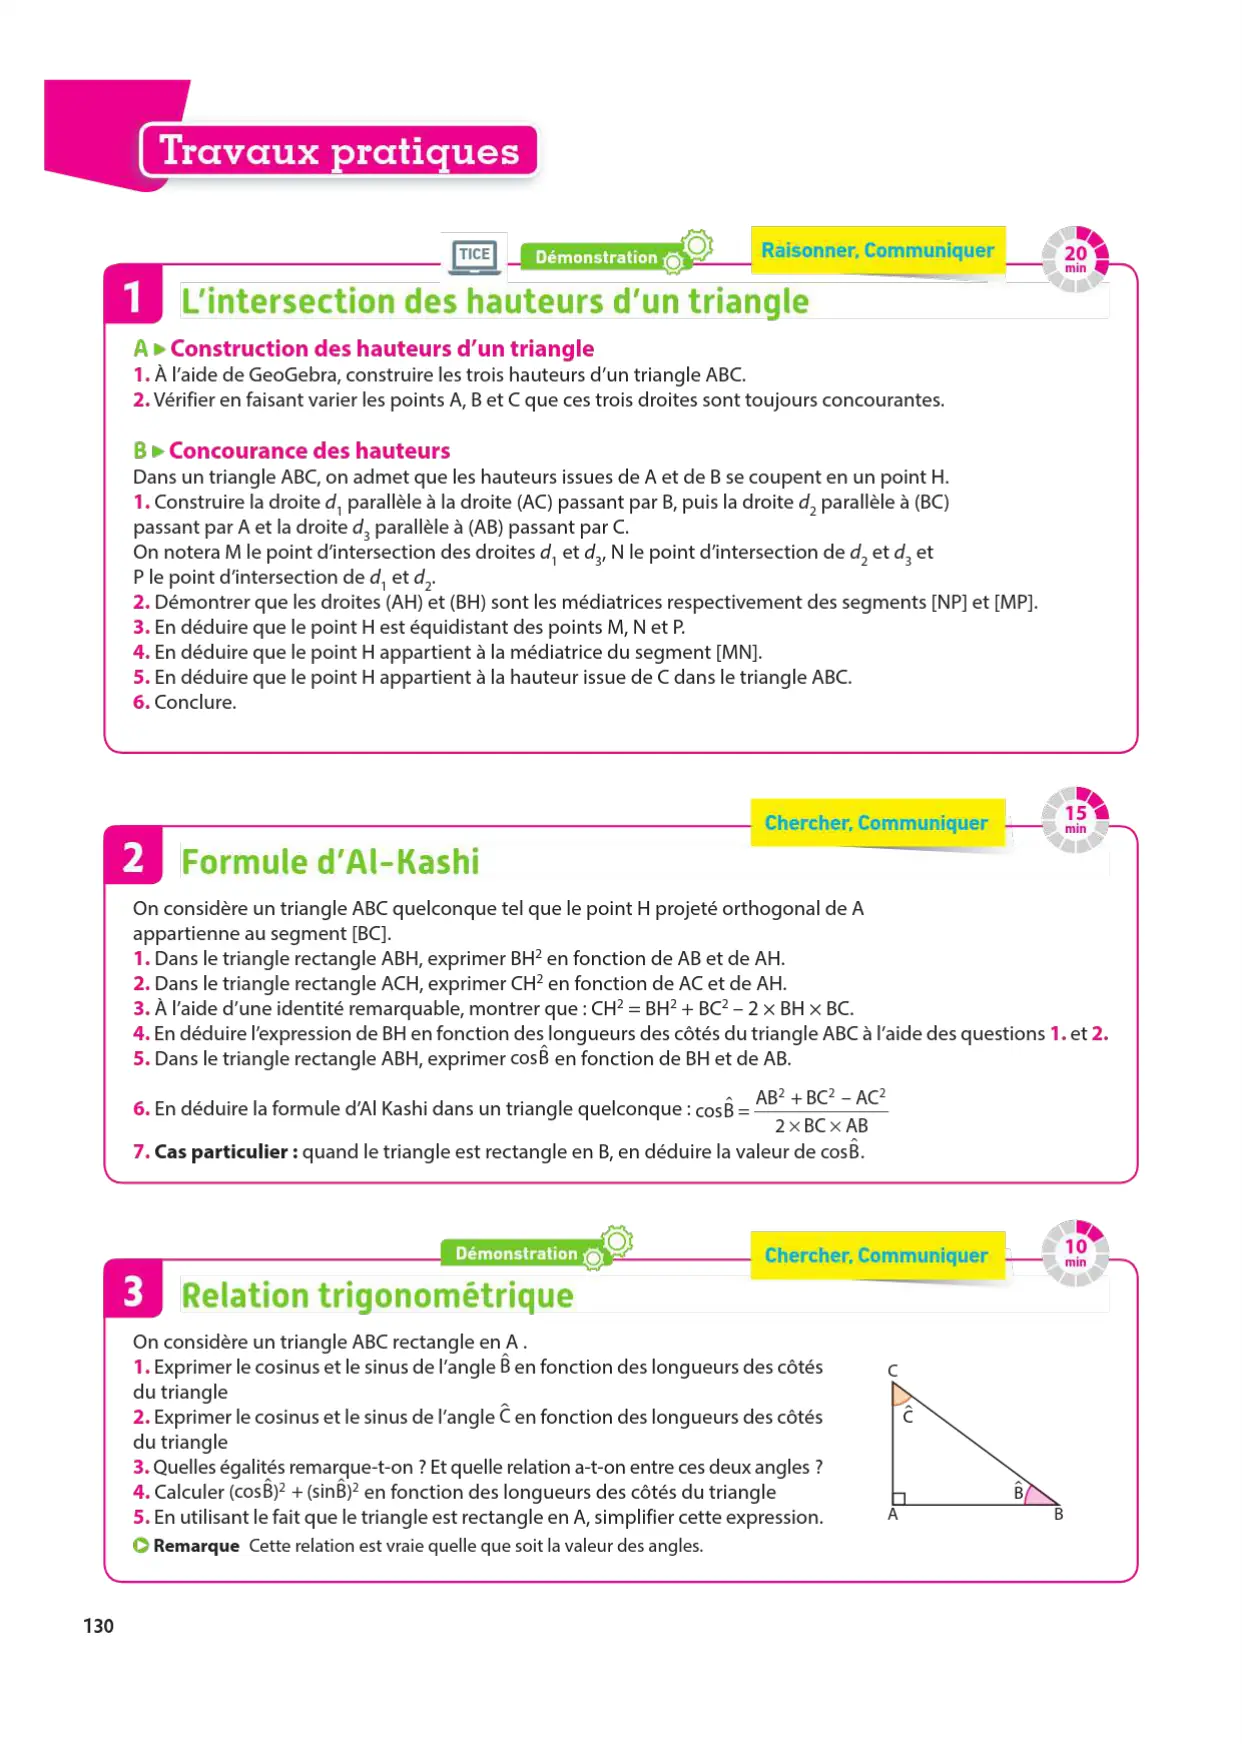 Travaux pratiques
TICE
Démonstration
Raisonner, Communiquer
20 min
1 L’intersection des hauteurs d’un triangle
A Construction des hauteurs d’un triangle
1. À l’aide de GeoGebra, construire les trois hauteurs d’un triangle ABC.
2. Vérifier en faisant varier les points A, B et C que ces trois droites sont toujours concourantes.
B Concourance des hauteurs
Dans un triangle ABC, on admet que les hauteurs issues de A et de B se coupent en un point H.
1. Construire la droite d₁ parallèle à la droite (AC) passant par B, puis la droite d₂ parallèle à (BC)
passant par A et la droite d₃ parallèle à (AB) passant par C.
On notera M le point d’intersection des droites d₁ et d₃, N le point d’intersection de d₂ et d₃ et
P le point d’intersection de d₁ et d₂.
2. Démontrer que les droites (AH) et (BH) sont les médiatrices respectivement des segments [NP] et [MP].
3. En déduire que le point H est équidistant des points M, N et P.
4. En déduire que le point H appartient à la médiatrice du segment [MN].
5. En déduire que le point H appartient à la hauteur issue de C dans le triangle ABC.
6. Conclure.
Chercher, Communiquer
15 min
2 Formule d’Al-Kashi
On considère un triangle ABC quelconque tel que le point H projeté orthogonal de A
appartienne au segment [BC].
1. Dans le triangle rectangle ABH, exprimer BH² en fonction de AB et de AH.
2. Dans le triangle rectangle ACH, exprimer CH² en fonction de AC et de AH.
3. À l’aide d’une identité remarquable, montrer que : CH² = BH² + BC² – 2 × BH × BC.
4. En déduire l’expression de BH en fonction des longueurs des côtés du triangle ABC à l’aide des questions 1. et 2.
5. Dans le triangle rectangle ABH, exprimer cosB̂ en fonction de BH et de AB.
6. En déduire la formule d’Al Kashi dans un triangle quelconque : cosB̂ = AB² + BC² – AC²
2 × BC × AB
7. Cas particulier : quand le triangle est rectangle en B, en déduire la valeur de cosB̂.
Démonstration
Chercher, Communiquer
10 min
3 Relation trigonométrique
On considère un triangle ABC rectangle en A .
1. Exprimer le cosinus et le sinus de l’angle B̂ en fonction des longueurs des côtés
du triangle
2. Exprimer le cosinus et le sinus de l’angle Ĉ en fonction des longueurs des côtés
du triangle
3. Quelles égalités remarque-t-on ? Et quelle relation a-t-on entre ces deux angles ?
4. Calculer (cosB̂)² + (sinB̂)² en fonction des longueurs des côtés du triangle
5. En utilisant le fait que le triangle est rectangle en A, simplifier cette expression.
Remarque Cette relation est vraie quelle que soit la valeur des angles.
C
Ĉ
B̂
A
B
130